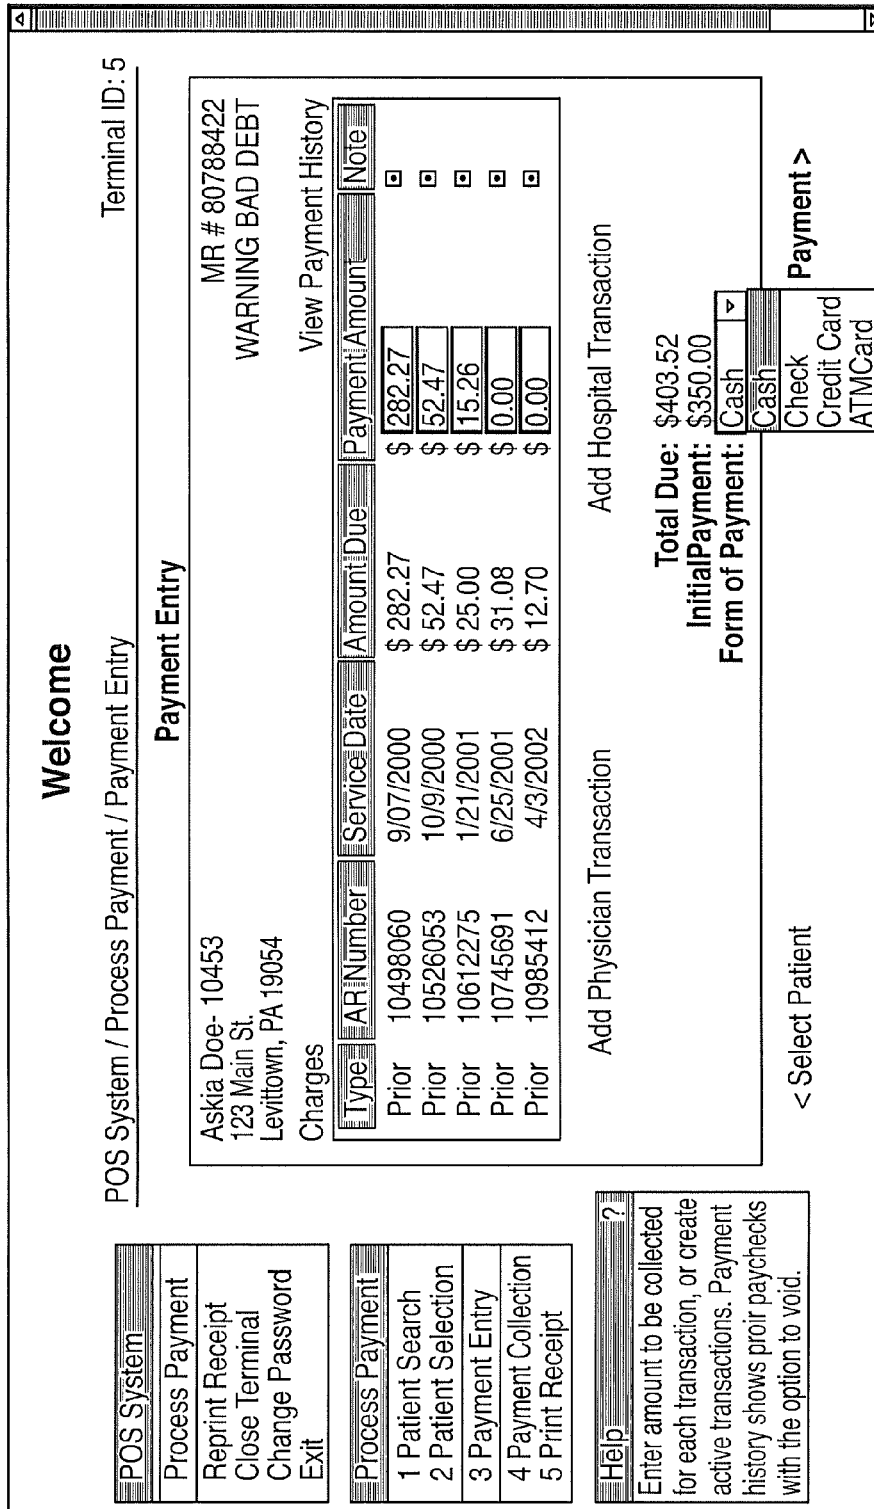 Welcome
POS System / Process Payment / Payment Entry
Terminal ID: 5
POS System
Process Payment
Reprint Receipt
Close Terminal
Change Password
Exit
Process Payment
1 Patient Search
2 Patient Selection
3 Payment Entry
4 Payment Collection
5 Print Receipt
Help ?
Enter amount to be collected
for each transaction, or create
active transactions. Payment
history shows proir paychecks
with the option to void.
Payment Entry
Askia Doe- 10453
MR # 80788422
123 Main St.
WARNING BAD DEBT
Levittown, PA 19054
Charges
View Payment History
Type AR Number Service Date Amount Due Payment Amount Note
Prior 10498060 9/07/2000 $ 282.27 $ 282.27
Prior 10526053 10/9/2000 $ 52.47 $ 52.47
Prior 10612275 1/21/2001 $ 25.00 $ 15.26
Prior 10745691 6/25/2001 $ 31.08 $ 0.00
Prior 10985412 4/3/2002 $ 12.70 $ 0.00
Add Physician Transaction
Add Hospital Transaction
Total Due: $403.52
InitialPayment: $350.00
Form of Payment: Cash
Cash
Check
Credit Card
ATMCard
< Select Patient
Payment >